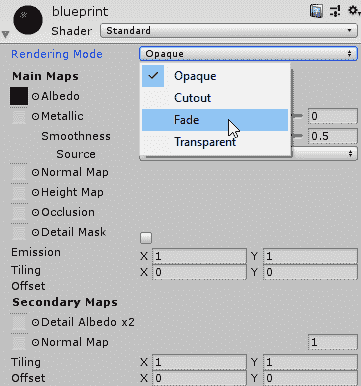 blueprint
Shader Standard
Rendering Mode Opaque
Main Maps Opaque
Albedo Cutout
Metallic Fade 0
Smoothness Transparent 0.5
Source
Normal Map
Height Map
Occlusion
Detail Mask
Emission X 1 Y 1
Tiling X 0 Y 0
Offset
Secondary Maps
Detail Albedo x2
Normal Map 1
Tiling X 1 Y 1
Offset X 0 Y 0